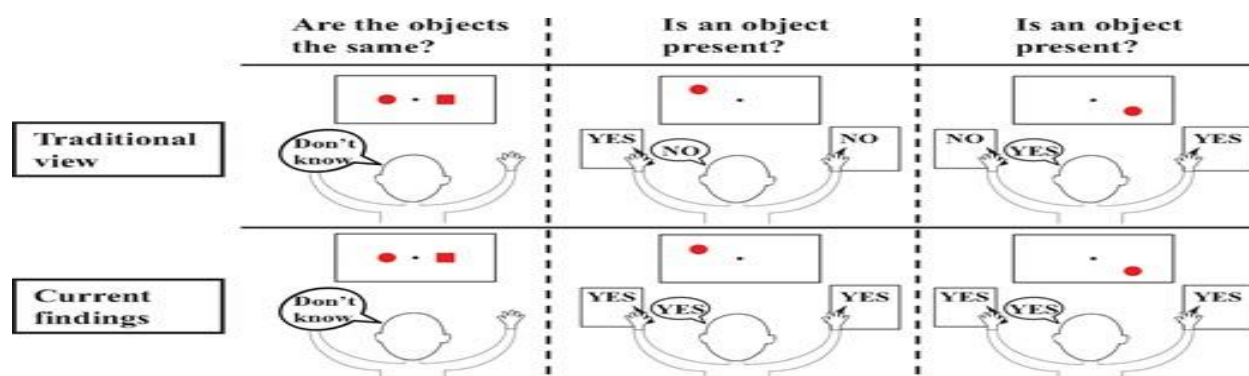 Are the objects
the same?
Is an object
present?
Is an object
present?
Traditional
view
Don't
know
YES
NO
NO
NO
YES
YES
Current
findings
Don't
know
YES
YES
YES
YES
YES
YES